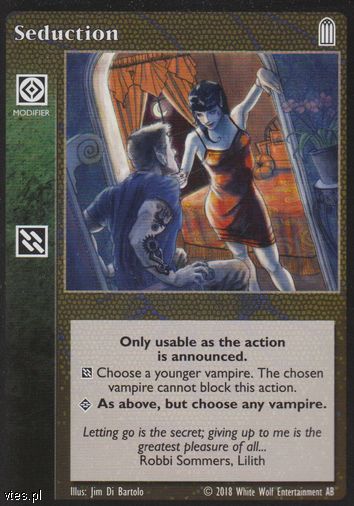 Seduction
MODIFIER
Only usable as the action
is announced.
Choose a younger vampire. The chosen
vampire cannot block this action.
As above, but choose any vampire.
Letting go is the secret; giving up to me is the
greatest pleasure of all...
Robbi Sommers, Lilith
Illus: Jim Di Bartolo
© 2018 White Wolf Entertainment AB
vtes.pl